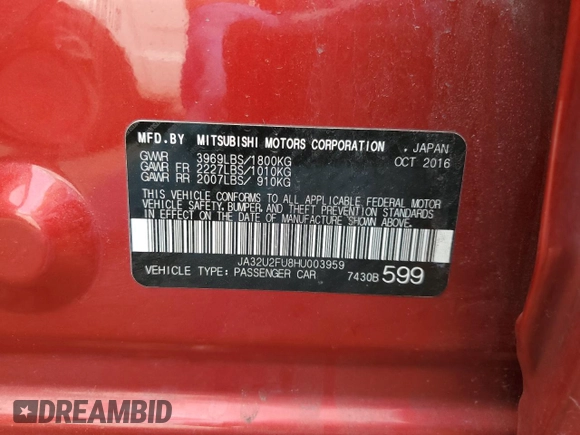 MFD.BY MITSUBISHI MOTORS CORPORATION , JAPAN
GVWR 3969LBS/1800KG OCT 2016
GAWR FR 2227LBS/1010KG
GAWR RR 2007LBS/ 910KG
THIS VEHICLE CONFORMS TO ALL APPLICABLE FEDERAL MOTOR
VEHICLE SAFETY, BUMPER, AND THEFT PREVENTION STANDARDS
IN EFFECT ON THE DATE OF MANUFACTURE SHOWN ABOVE.
JA32U2FU8HU003959
VEHICLE TYPE: PASSENGER CAR 7430B 599
DREAMBID